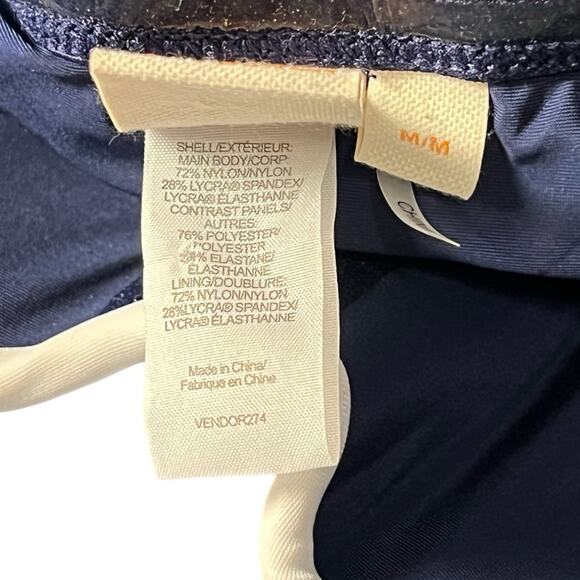 M/M
SHELL/EXTÉRIEUR:
MAIN BODY/CORP
72% NYLON/NYLON
28% LYCRA® SPANDEX/
LYCRA® ÉLASTHANNE
CONTRAST PANELS/
AUTRES:
76% POLYESTER/
POLYESTER
ELASTANE/
ÉLASTHANNE
LINING/DOUBLURE:
72% NYLON/NYLON
28%LYCRA® SPANDEX/
LYCRA® ÉLASTHANNE
Made in China/
Fabriqué en Chine
VENDOR274